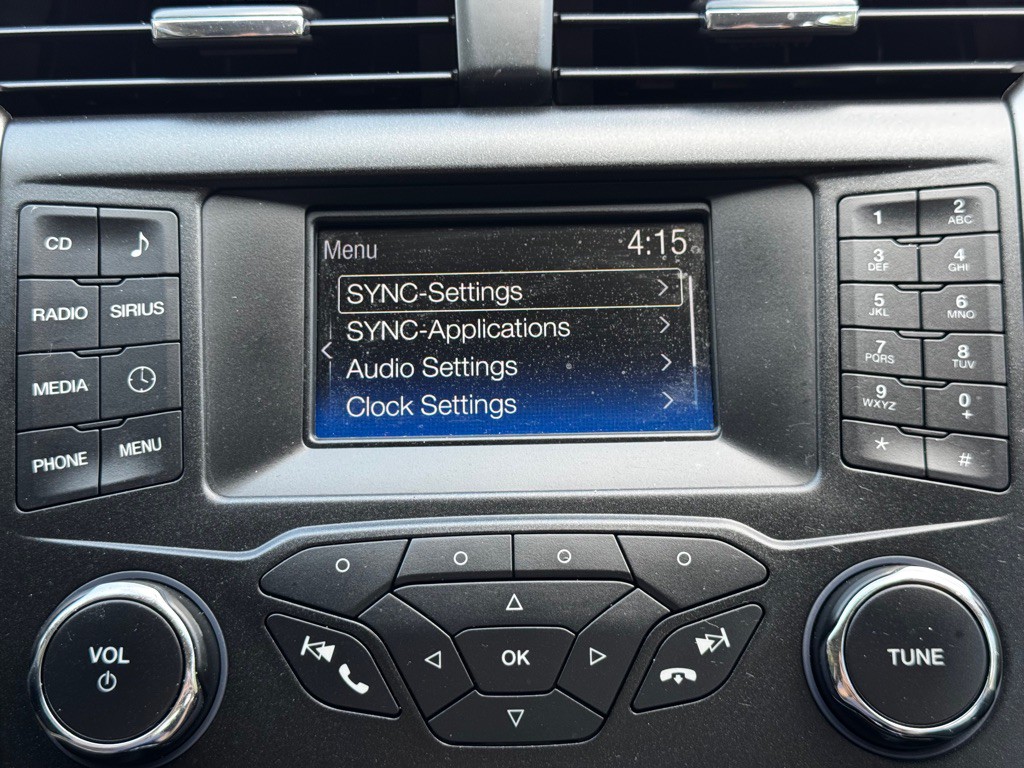 Menu 4:15
SYNC-Settings
SYNC-Applications
Audio Settings
Clock Settings
CD
RADIO SIRIUS
MEDIA
PHONE MENU
1 2 ABC
3 DEF 4 GHI
5 JKL 6 MNO
7 PQRS 8 TUV
9 WXYZ 0 +
* #
VOL
OK
TUNE